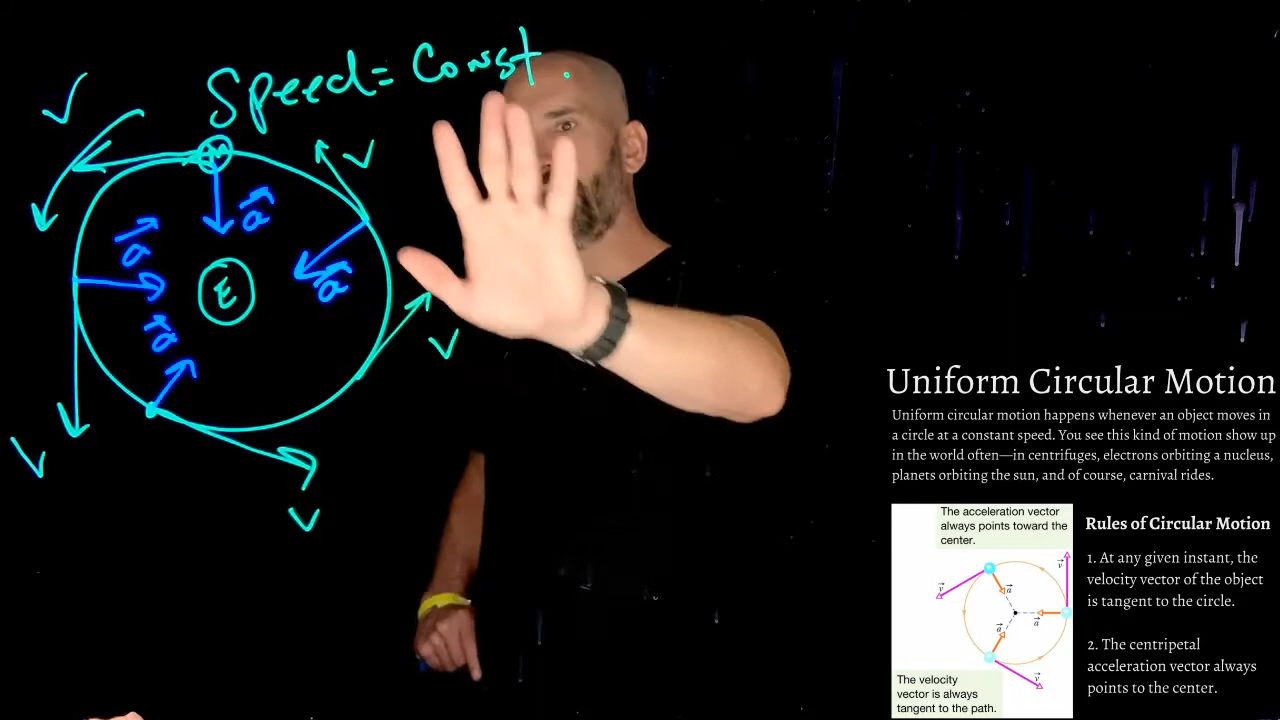 Speed = Const.
V
V
m
a
a
a
E
a
V
V
V
Uniform Circular Motion
Uniform circular motion happens whenever an object moves in
a circle at a constant speed. You see this kind of motion show up
in the world often—in centrifuges, electrons orbiting a nucleus,
planets orbiting the sun, and of course, carnival rides.
The acceleration vector
always points toward the
center.
v
v
a
a
a
v
The velocity
vector is always
tangent to the path.
Rules of Circular Motion
1. At any given instant, the
velocity vector of the object
is tangent to the circle.
2. The centripetal
acceleration vector always
points to the center.